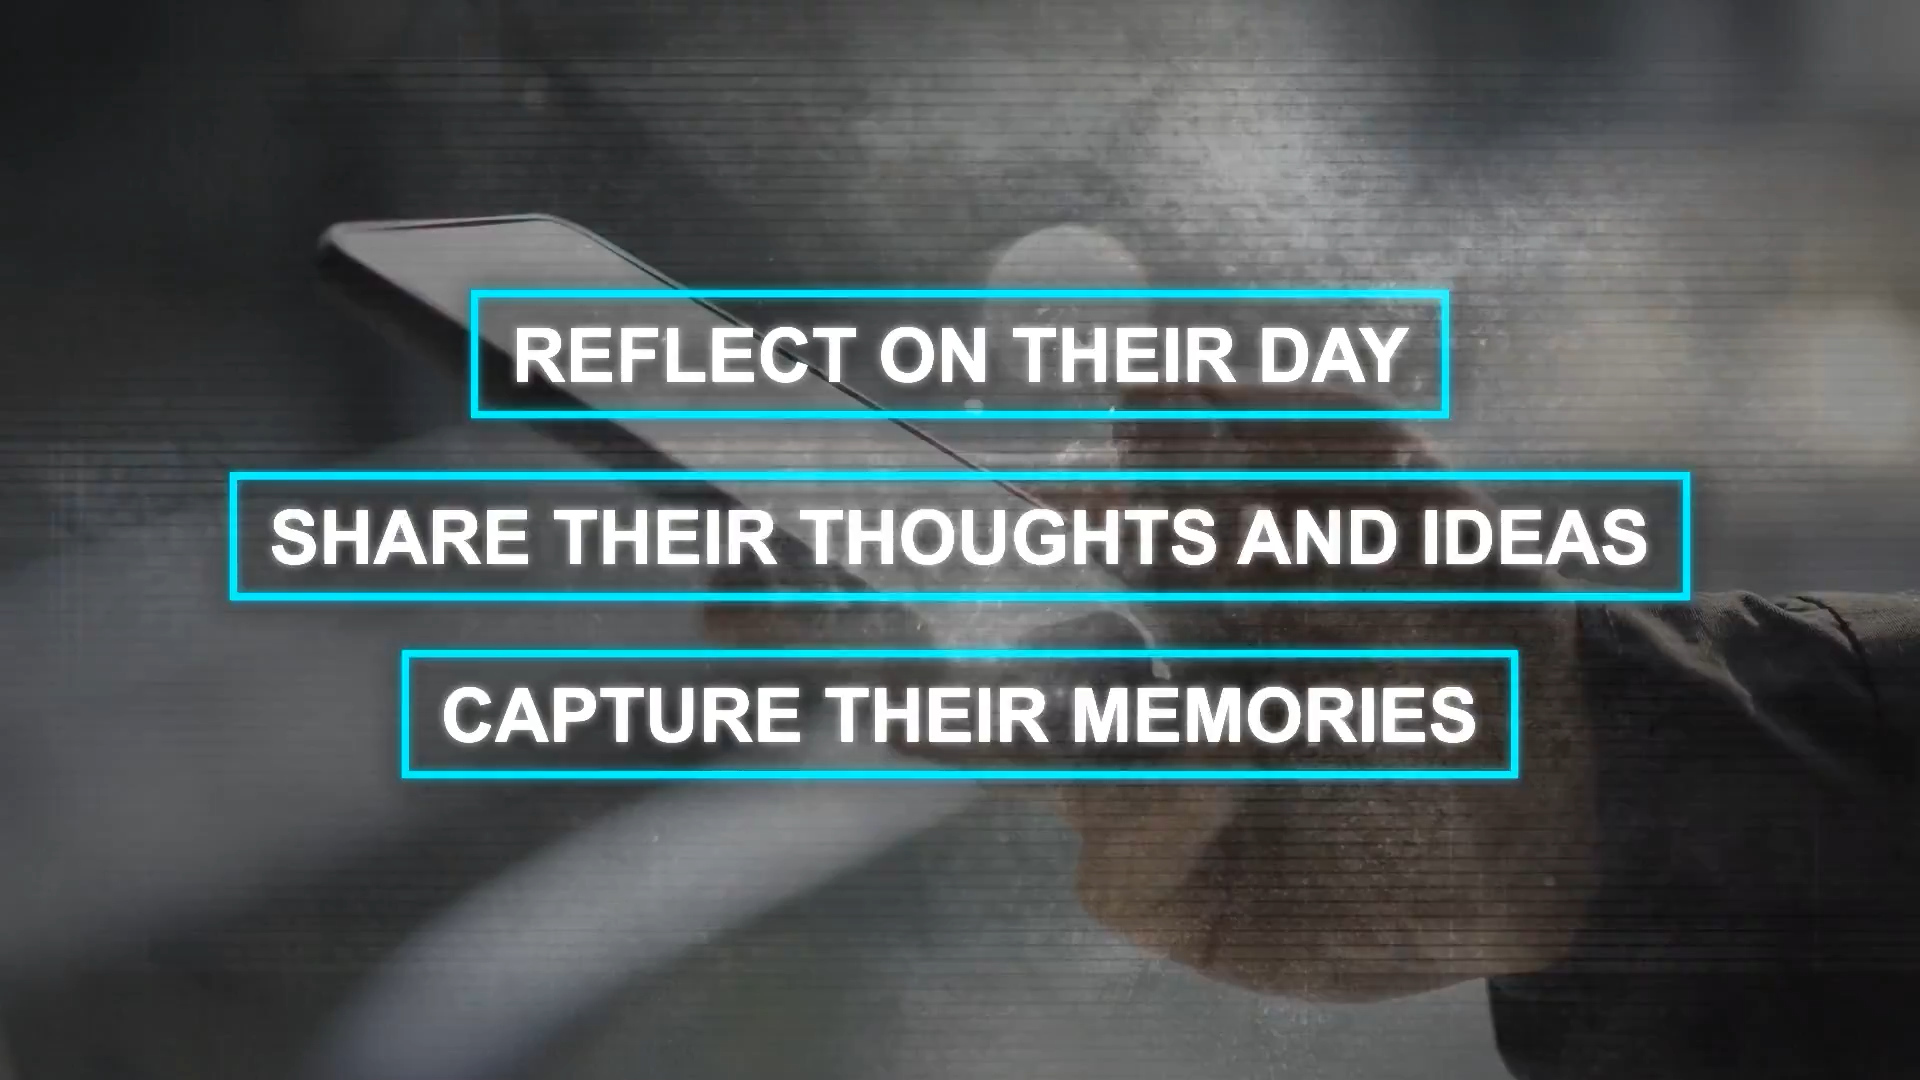 REFLECT ON THEIR DAY
SHARE THEIR THOUGHTS AND IDEAS
CAPTURE THEIR MEMORIES